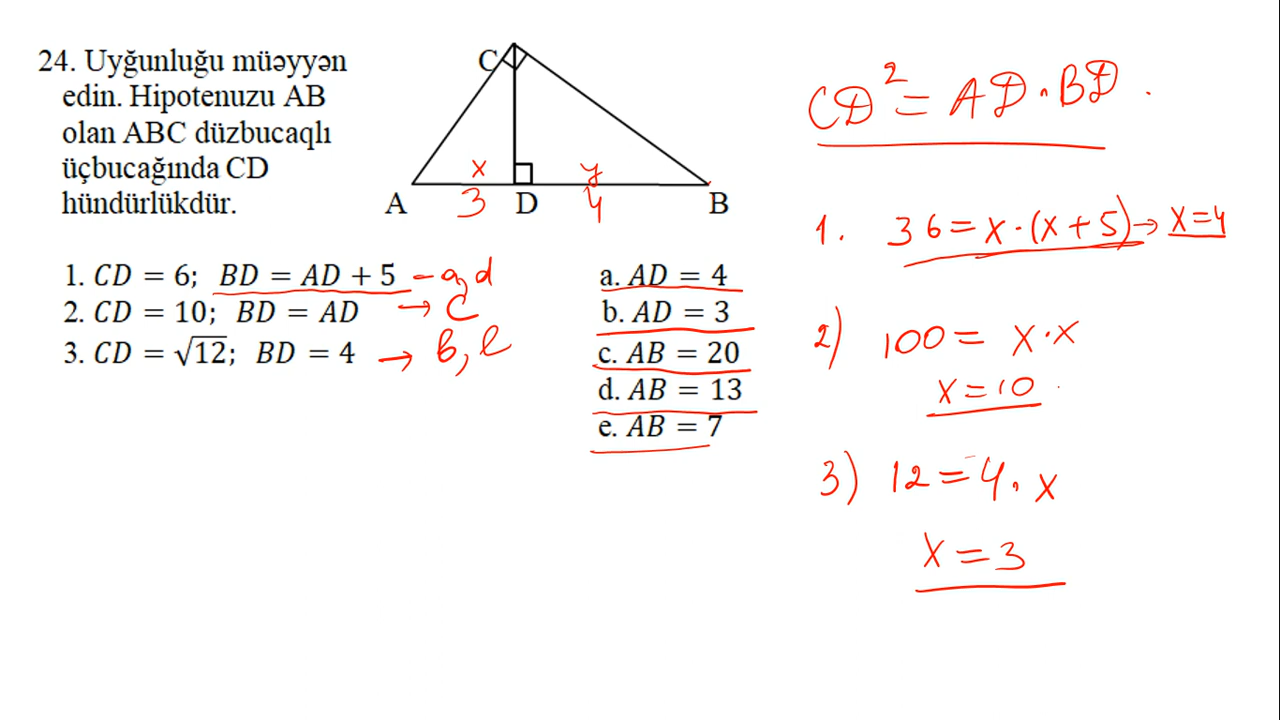 24. Uyğunluğu müəyyən
edin. Hipotenuzu AB
olan ABC düzbucaqlı
üçbucağında CD
hündürlükdür.
C
x
y
A
3
D
4
B
1. CD = 6; BD = AD + 5 - a, d
2. CD = 10; BD = AD → C
3. CD = √12; BD = 4 → b, e
a. AD = 4
b. AD = 3
c. AB = 20
d. AB = 13
e. AB = 7
CD² = AD · BD.
1. 36 = x · (x + 5) → x = 4
2) 100 = x · x
x = 10
3) 12 = 4 · x
x = 3